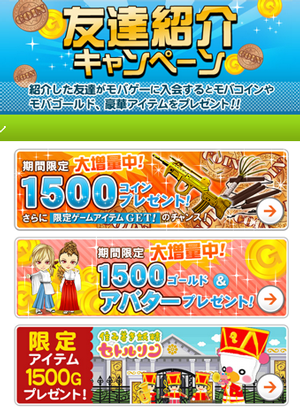 友達紹介
キャンペーン
紹介した友達がモバゲーに入会するとモバコインや
モバゴールド、豪華アイテムをプレゼント!!
ン
期間限定 大増量中!
1500コイン
プレゼント!
さらに 限定ゲームアイテムGET! のチャンス!
期間限定 大増量中!
1500ゴールド &
アバタープレゼント!
限定
アイテム
1500G
プレゼント!
住み着き妖精
セトルリン